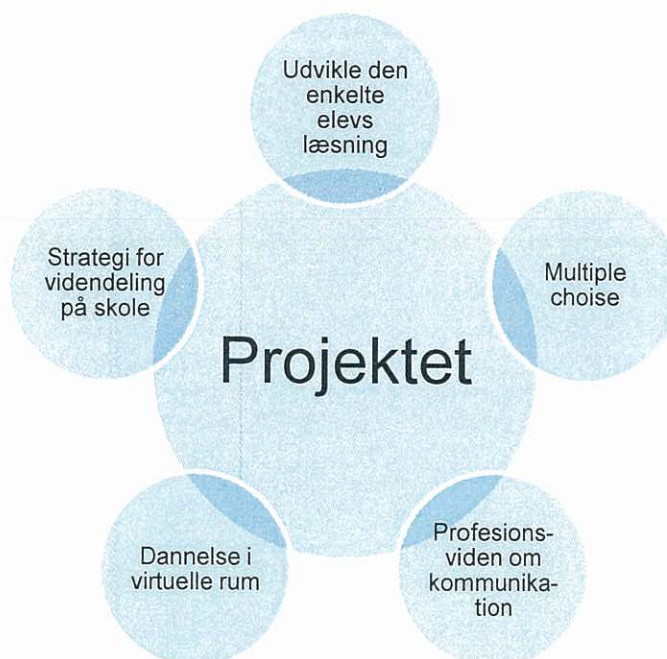 Udvikle den
enkelte
elevs
læsning
Strategi for
videndeling
på skole
Multiple
choise
Projektet
Dannelse i
virtuelle rum
Profesions-
viden om
kommunika-
tion